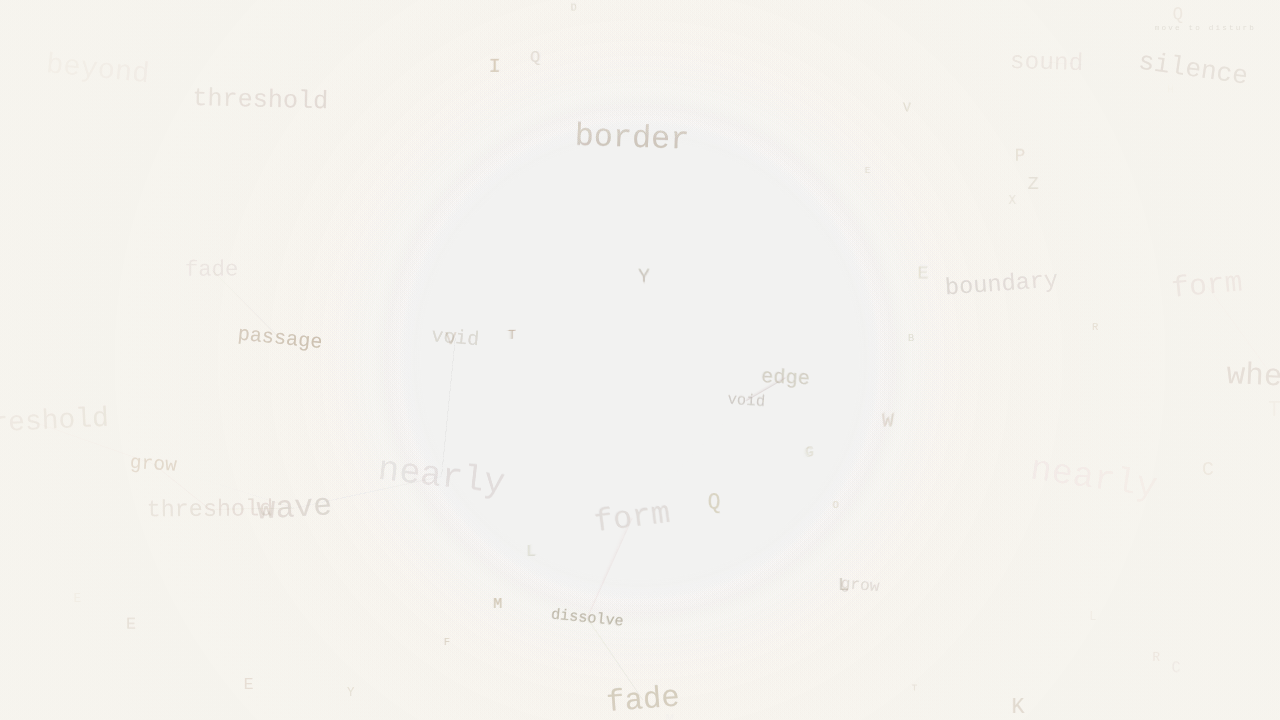 Q
I
Q
beyond
sound
silence
threshold
V
border
P
E
Z
X
fade
Y
E
boundary
form
passage
void
V
T
B
R
edge
whe
void
T
reshold
W
G
grow
nearly
nearly
C
threshold
wave
form
Q
L
L
grow
M
dissolve
E
F
R
C
E
Y
T
fade
K